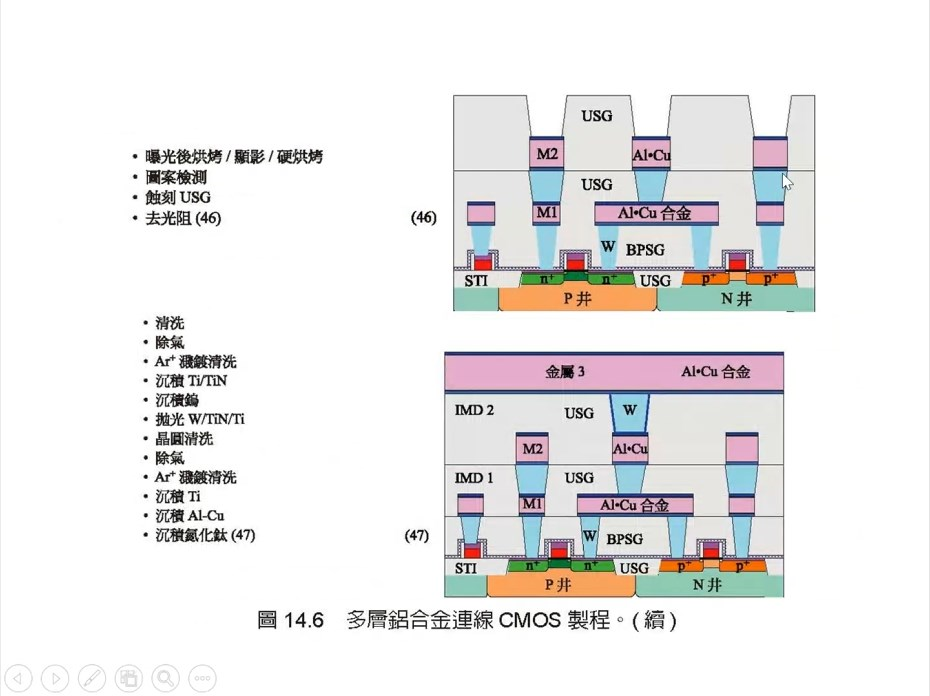 • 曝光後烘烤 / 顯影 / 硬烘烤
• 圖案檢測
• 蝕刻 USG
• 去光阻 (46)
(46)
USG
M2
Al•Cu
USG
M1
Al•Cu 合金
W
BPSG
STI
n⁺
n⁺
USG
p⁺
p⁺
P 井
N 井
• 清洗
• 除氣
• Ar⁺ 濺鍍清洗
• 沉積 Ti/TiN
• 沉積鎢
• 拋光 W/TiN/Ti
• 晶圓清洗
• 除氣
• Ar⁺ 濺鍍清洗
• 沉積 Ti
• 沉積 Al-Cu
• 沉積氮化鈦 (47)
(47)
金屬 3
Al•Cu 合金
IMD 2
USG
W
M2
Al•Cu
IMD 1
USG
M1
Al•Cu 合金
W
BPSG
STI
n⁺
n⁺
USG
p⁺
p⁺
P 井
N 井
圖 14.6 多層鋁合金連線 CMOS 製程。( 續 )